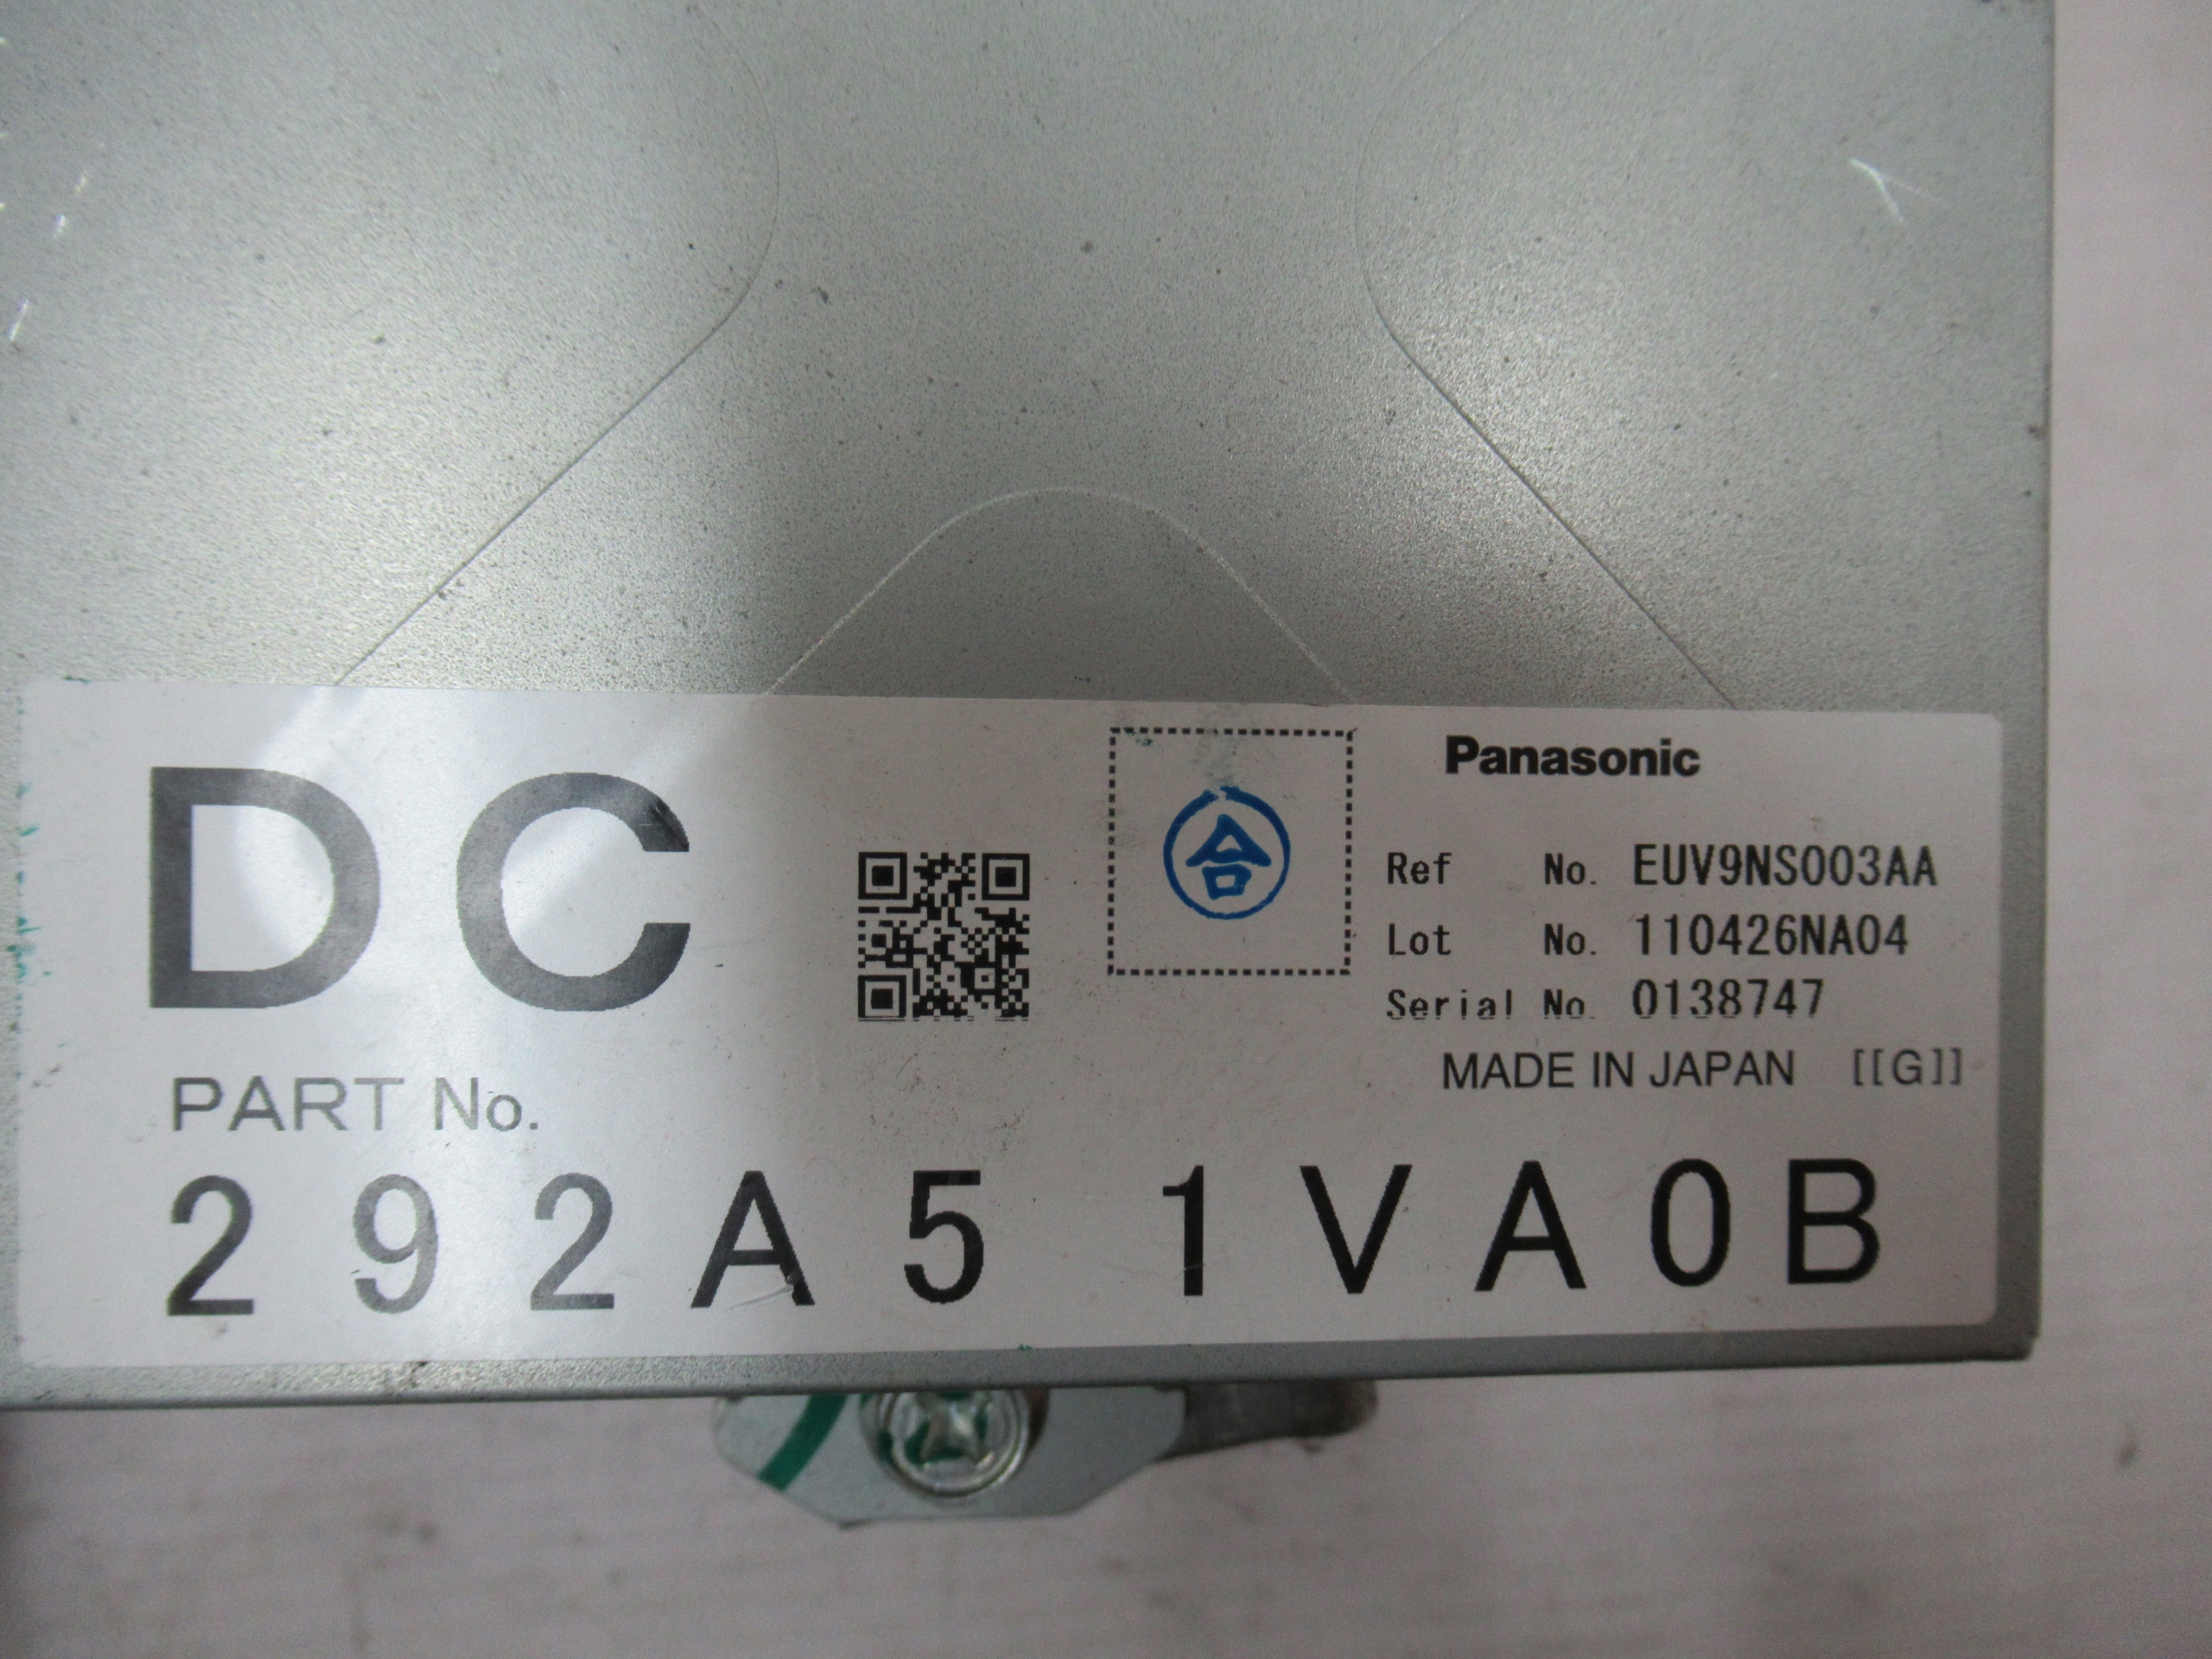 DC
合
Panasonic
Ref No. EUV9NS003AA
Lot No. 110426NA04
Serial No. 0138747
MADE IN JAPAN [[G]]
PART No.
292A5 1VA0B